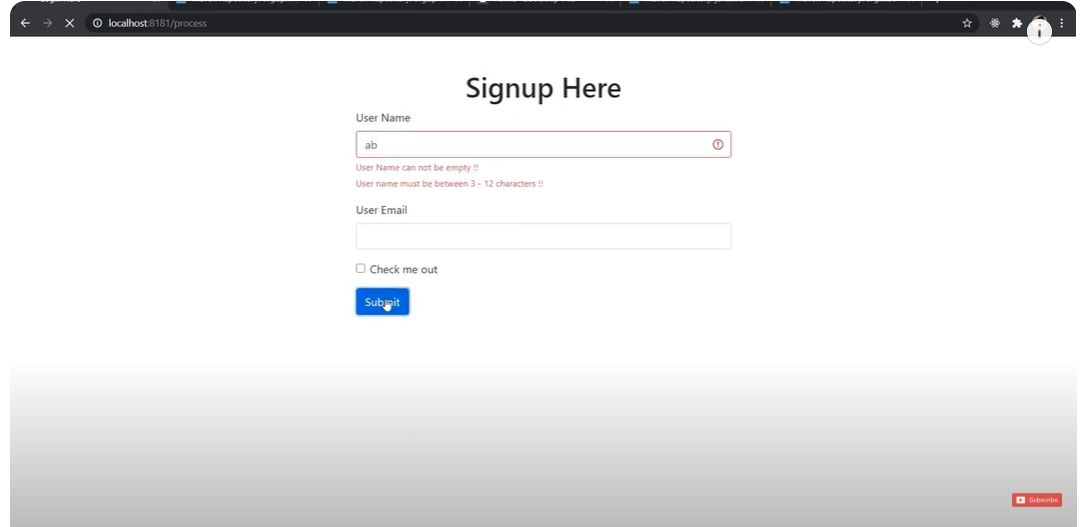 localhost:8181/process
Signup Here
User Name
ab
User Name can not be empty !!
User name must be between 3 - 12 characters !!
User Email
Check me out
Submit
Subscribe